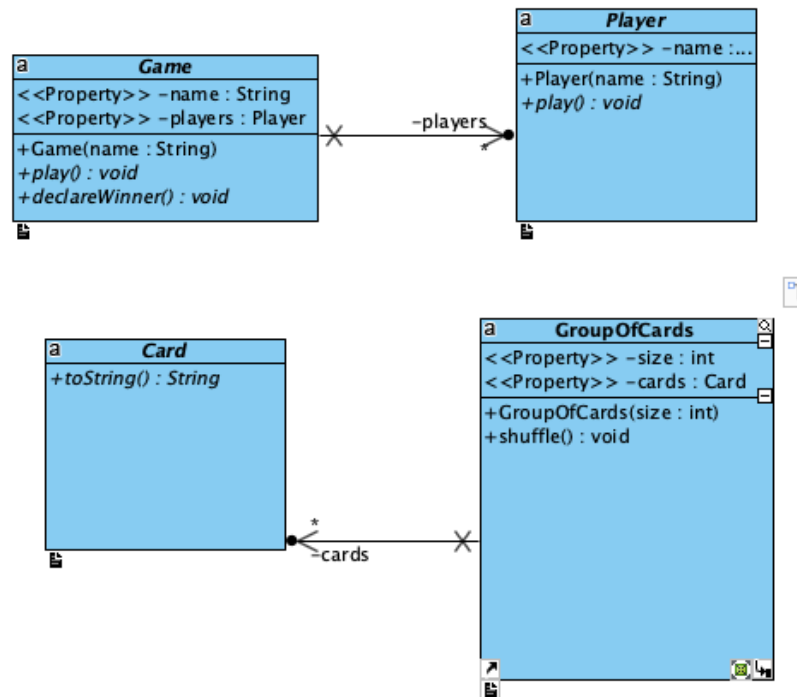 a Game
<<Property>> -name : String
<<Property>> -players : Player
+Game(name : String)
+play() : void
+declareWinner() : void
-players
*
a Player
<<Property>> -name :...
+Player(name : String)
+play() : void
a Card
+toString() : String
*
-cards
a GroupOfCards
<<Property>> -size : int
<<Property>> -cards : Card
+GroupOfCards(size : int)
+shuffle() : void